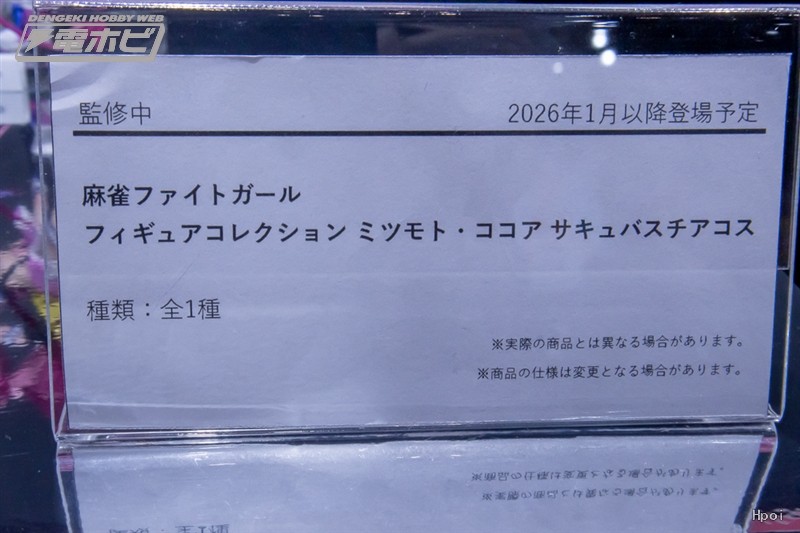 DENGEKI HOBBY WEB
電ホビ
監修中
2026年1月以降登場予定
麻雀ファイトガール
フィギュアコレクション ミツモト・ココア サキュバスチアコス
種類：全1種
※実際の商品とは異なる場合があります。
※商品の仕様は変更となる場合があります。
Hpoi